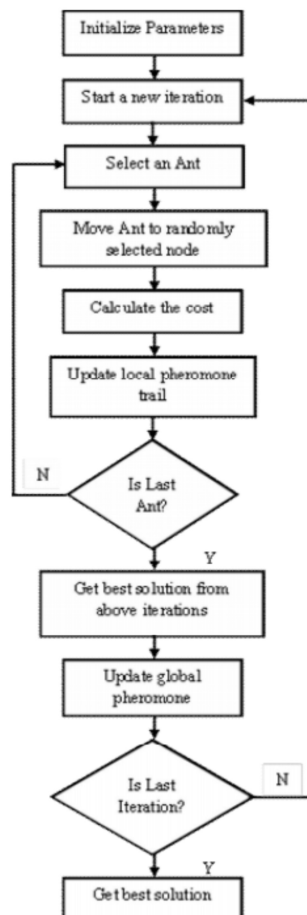 Initialize Parameters
Start a new iteration
Select an Ant
Move Ant to randomly
selected node
Calculate the cost
Update local pheromone
trail
N
Is Last
Ant?
Y
Get best solution from
above iterations
Update global
pheromone
Is Last
Iteration?
N
Y
Get best solution